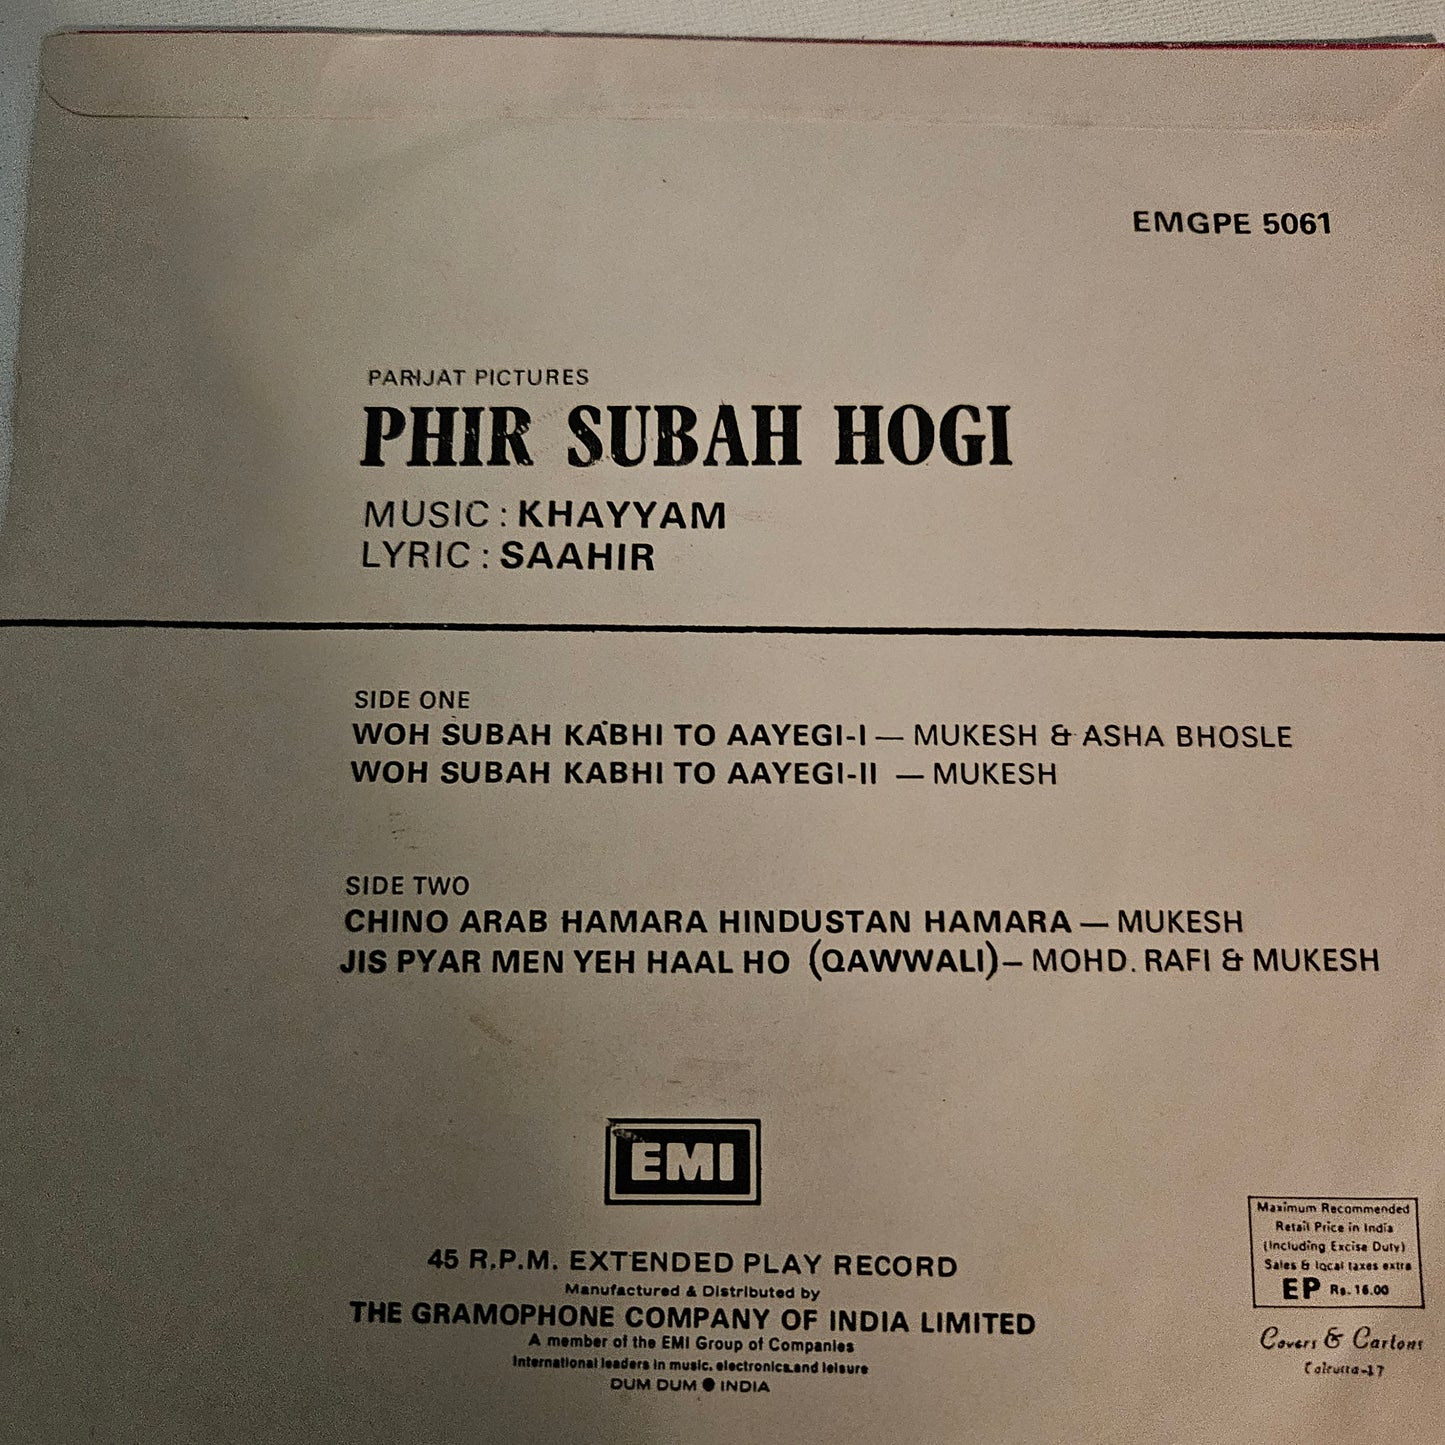 EMGPE 5061
PARIJAT PICTURES
PHIR SUBAH HOGI
MUSIC : KHAYYAM
LYRIC : SAAHIR
SIDE ONE
WOH SUBAH KABHI TO AAYEGI-I — MUKESH & ASHA BHOSLE
WOH SUBAH KABHI TO AAYEGI-II — MUKESH
SIDE TWO
CHINO ARAB HAMARA HINDUSTAN HAMARA — MUKESH
JIS PYAR MEN YEH HAAL HO (QAWWALI) – MOHD. RAFI & MUKESH
EMI
45 R.P.M. EXTENDED PLAY RECORD
Manufactured & Distributed by
THE GRAMOPHONE COMPANY OF INDIA LIMITED
A member of the EMI Group of Companies
International leaders in music, electronics and leisure
DUM DUM ● INDIA
Maximum Recommended
Retail Price in India
(Including Excise Duty)
Sales & local taxes extra
EP Rs. 16.00
Covers & Cartons
Calcutta-17